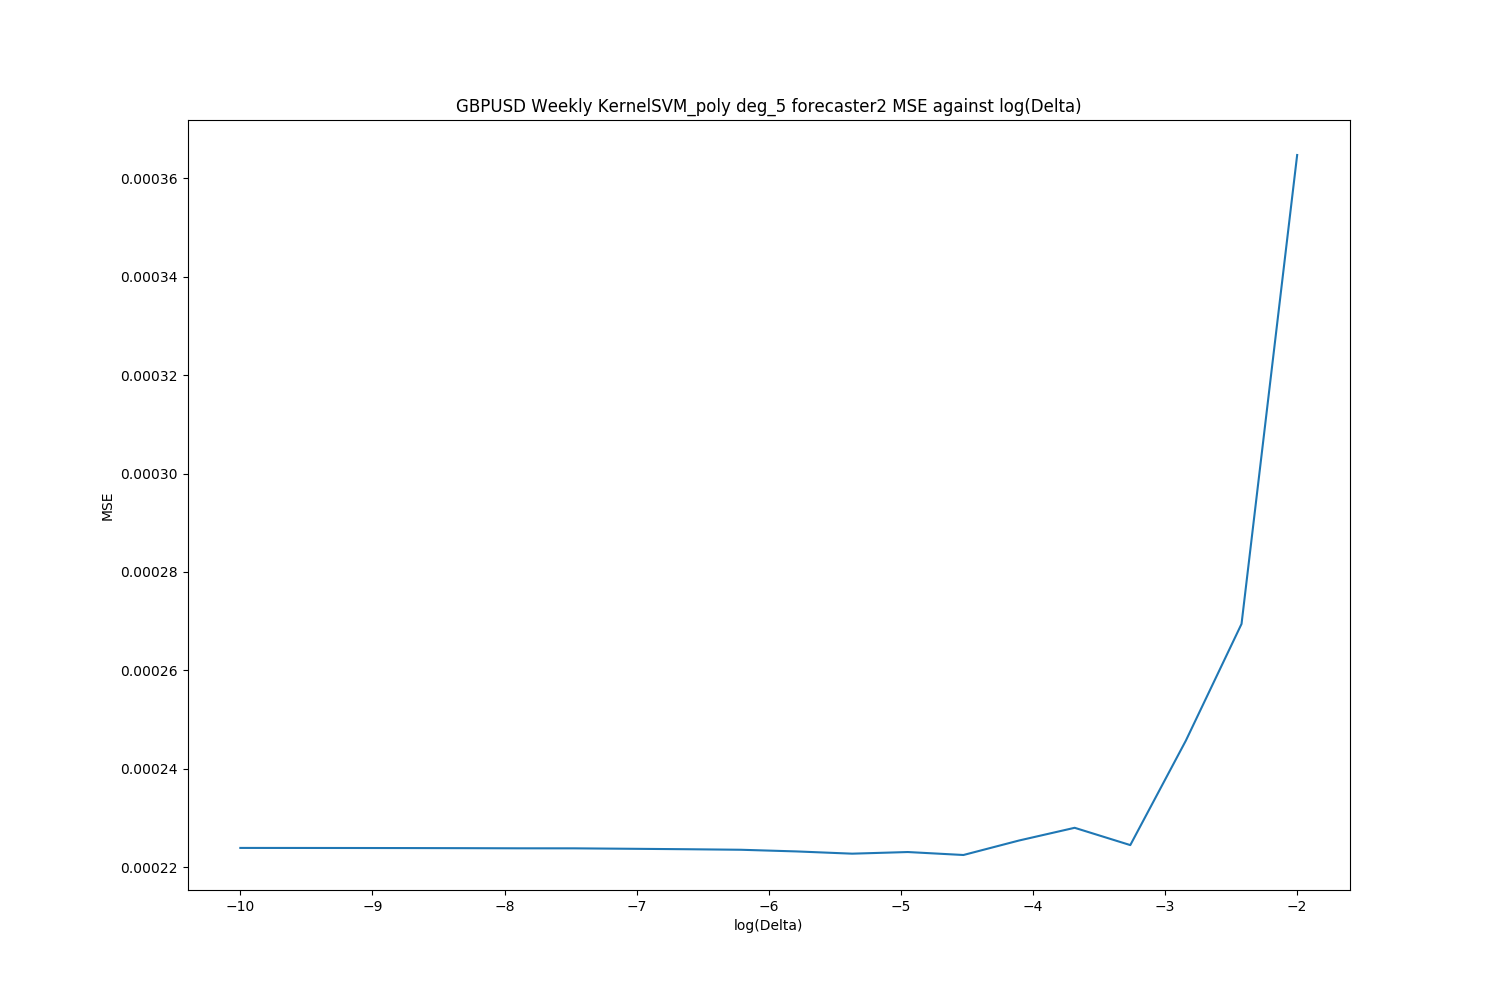 GBPUSD Weekly KernelSVM_poly deg_5 forecaster2 MSE against log(Delta)
0.00036
0.00034
0.00032
0.00030
MSE
0.00028
0.00026
0.00024
0.00022
−10 −9 −8 −7 −6 −5 −4 −3 −2
log(Delta)